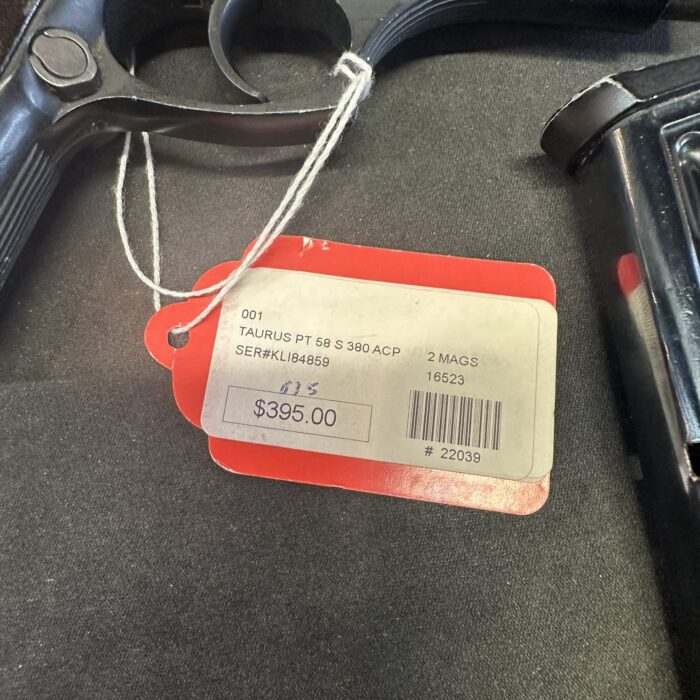 001
TAURUS PT 58 S 380 ACP
2 MAGS
SER#KLI84859
16523
$395.00
# 22039